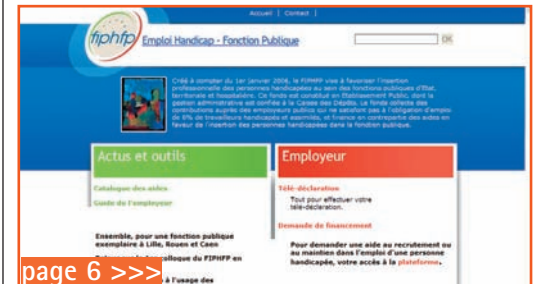 Accueil | Contact |
fiphfp
Emploi Handicap - Fonction Publique
OK
Créé à compter du 1er janvier 2006, le FIPHFP vise à favoriser l'insertion
professionnelle des personnes handicapées au sein des fonctions publiques d'Etat,
territoriale et hospitalière. Ce fonds est constitué en Etablissement Public, dont la
gestion administrative est confiée à la Caisse des Dépôts. Le fonds collecte des
contributions auprès des employeurs publics qui ne satisfont pas à l'obligation d'emploi
de 6% de travailleurs handicapés et assimilés, et finance en contrepartie des aides en
faveur de l'insertion des personnes handicapées dans la fonction publique.
Actus et outils
Catalogue des aides
Guide de l'employeur
Ensemble, pour une fonction publique
exemplaire à Lille, Rouen et Caen
colloque du FIPHFP en
à l'usage des
Employeur
Télé-déclaration
Tout pour effectuer votre
télé-déclaration.
Demande de financement
Pour demander une aide au recrutement ou
au maintien dans l'emploi d'une personne
handicapée, votre accès à la plateforme.
page 6 >>>